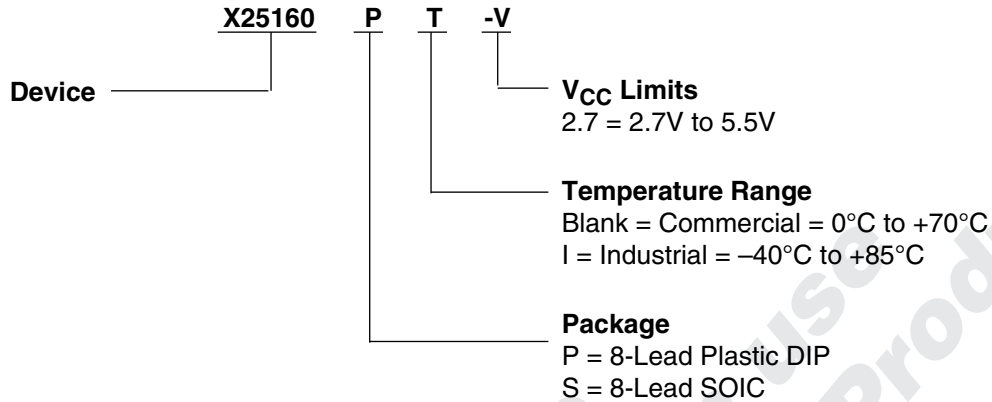 X25160 P T -V
Device
VCC Limits
2.7 = 2.7V to 5.5V
Temperature Range
Blank = Commercial = 0°C to +70°C
I = Industrial = –40°C to +85°C
Package
P = 8-Lead Plastic DIP
S = 8-Lead SOIC
use